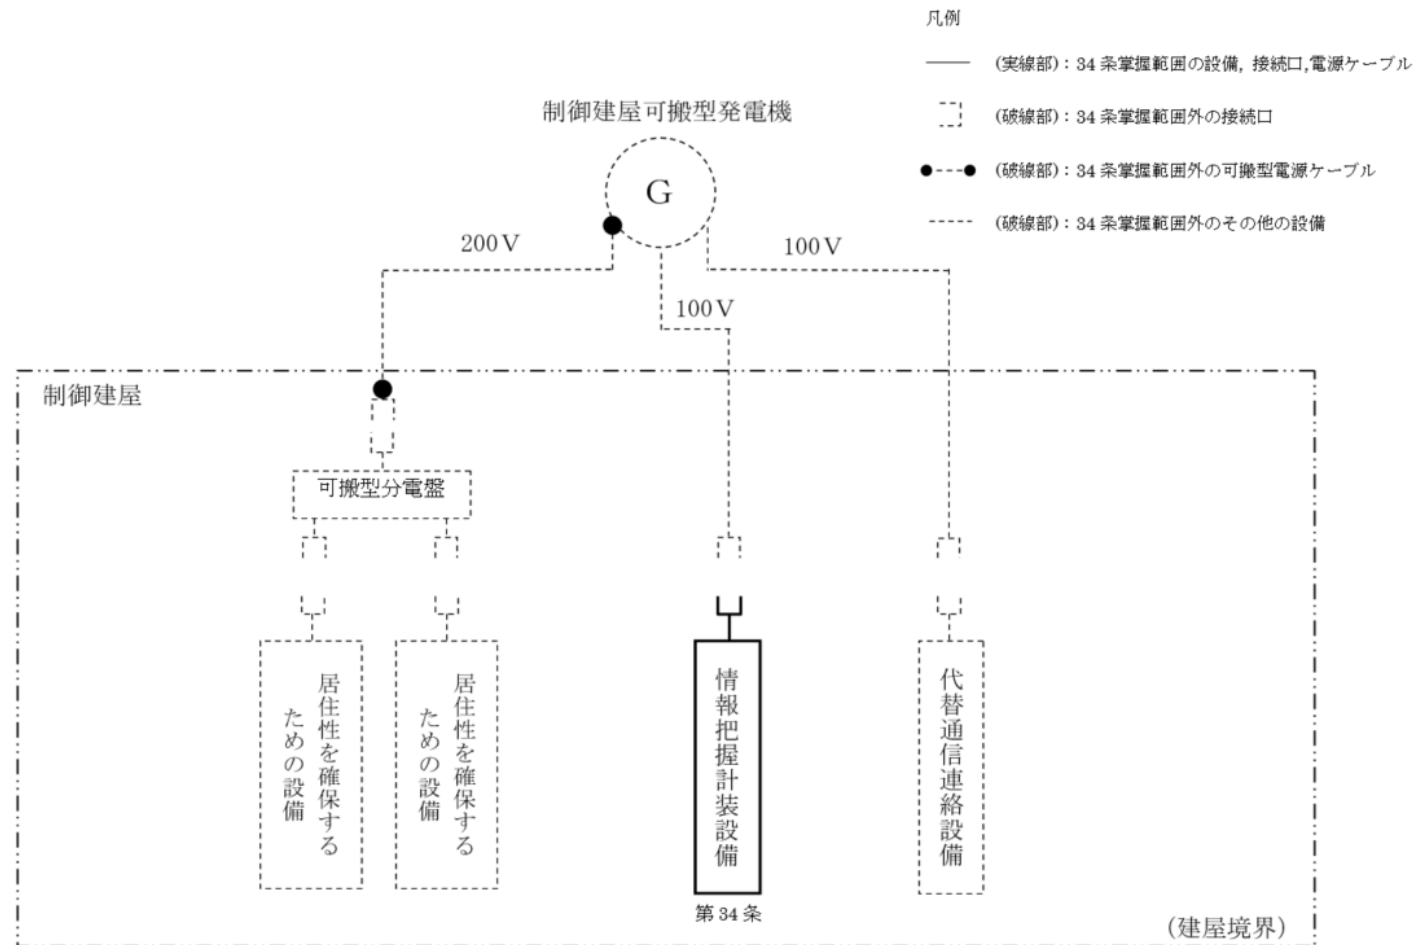 凡例
(実線部)：34 条掌握範囲の設備, 接続口,電源ケーブル
(破線部)：34 条掌握範囲外の接続口
(破線部)：34 条掌握範囲外の可搬型電源ケーブル
(破線部)：34 条掌握範囲外のその他の設備
制御建屋可搬型発電機
G
200V
100V
100V
制御建屋
可搬型分電盤
居住性を確保する
ための設備
居住性を確保する
ための設備
情報把握計装設備
代替通信連絡設備
第 34 条
(建屋境界)